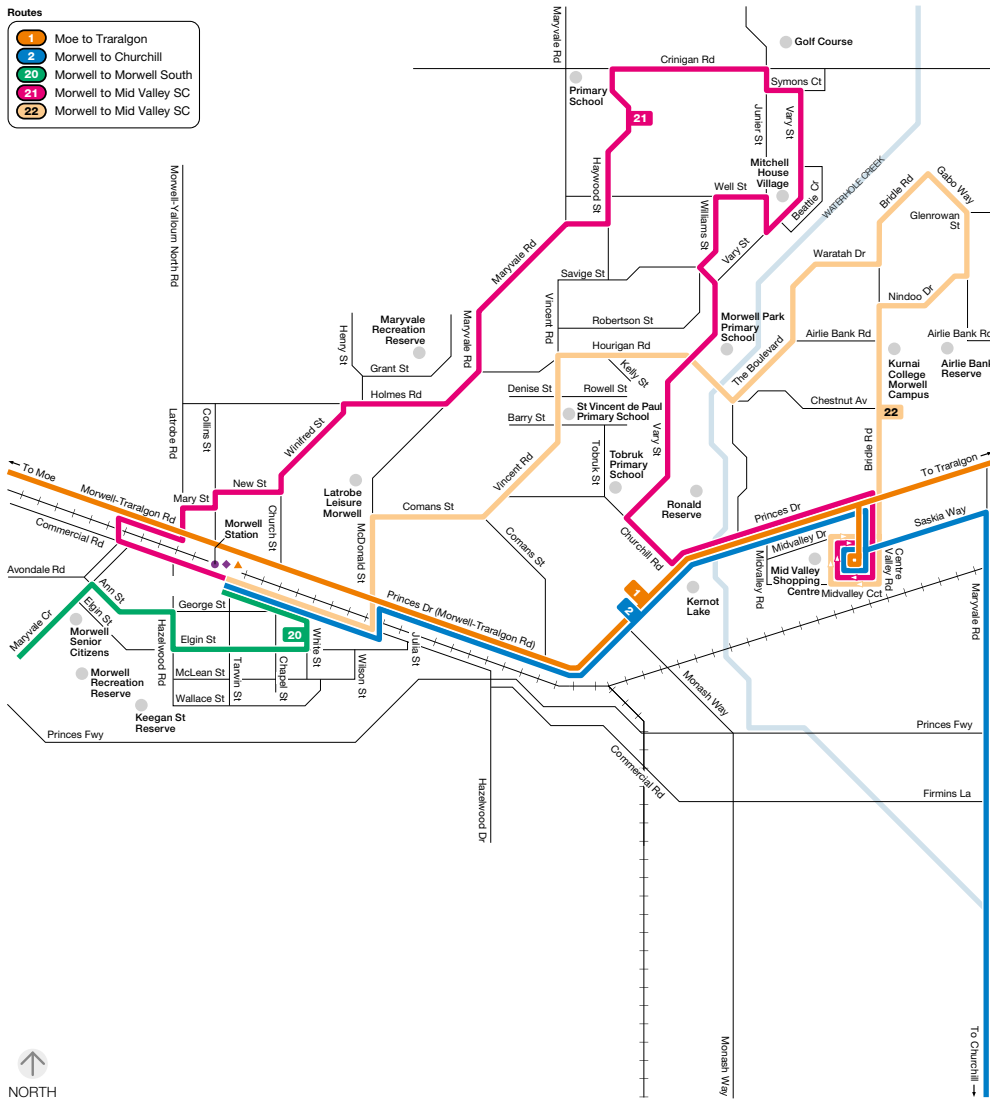 Routes
1 Moe to Traralgon
2 Morwell to Churchill
20 Morwell to Morwell South
21 Morwell to Mid Valley SC
22 Morwell to Mid Valley SC
Maryvale Rd
Golf Course
Crinigan Rd
Symons Ct
Primary
School
21
Junier St
Vary St
Haywood St
Mitchell
House
Village
Well St
Beattie Cr
WATERHOLE CREEK
Bridle Rd
Gabo Way
Glenrowan
St
Morwell-Yallourn North Rd
Williams St
Vary St
Waratah Dr
Maryvale Rd
Savige St
Nindoo Dr
Vincent Rd
Robertson St
Morwell Park
Primary
School
Airlie Bank Rd
Airlie Bank Rd
Henry St
Maryvale
Recreation
Reserve
Maryvale Rd
Hourigan Rd
The Boulevard
Kurnai
College
Morwell
Campus
Airlie Bank
Reserve
Grant St
Kelly St
Denise St
Rowell St
Holmes Rd
Chestnut Av
22
Barry St
St Vincent de Paul
Primary School
Latrobe Rd
Collins St
Winifred St
Vary St
Tobruk St
Tobruk
Primary
School
Bridle Rd
To Moe
Morwell-Traralgon Rd
New St
Mary St
Latrobe
Leisure
Morwell
Vincent Rd
Ronald
Reserve
To Traralgon
Commercial Rd
Morwell
Station
Church St
Comans St
Comans St
Churchill Rd
Princes Dr
Saskia Way
McDonald St
Midvalley Dr
Midvalley Rd
Mid Valley
Shopping
Centre
Centre
Valley Rd
Midvalley Cct
Avondale Rd
Ann St
Elgin St
George St
Princes Dr (Morwell-Traralgon Rd)
1
2
Kernot
Lake
Maryvale Rd
Maryvale Cr
Morwell
Senior
Citizens
Hazelwood Rd
Elgin St
20
White St
Julia St
McLean St
Tarwin St
Chapel St
Wilson St
Morwell
Recreation
Reserve
Wallace St
Keegan St
Reserve
Monash Way
Princes Fwy
Princes Fwy
Commercial Rd
Hazelwood Dr
Firmins La
Monash Way
To Churchill
NORTH